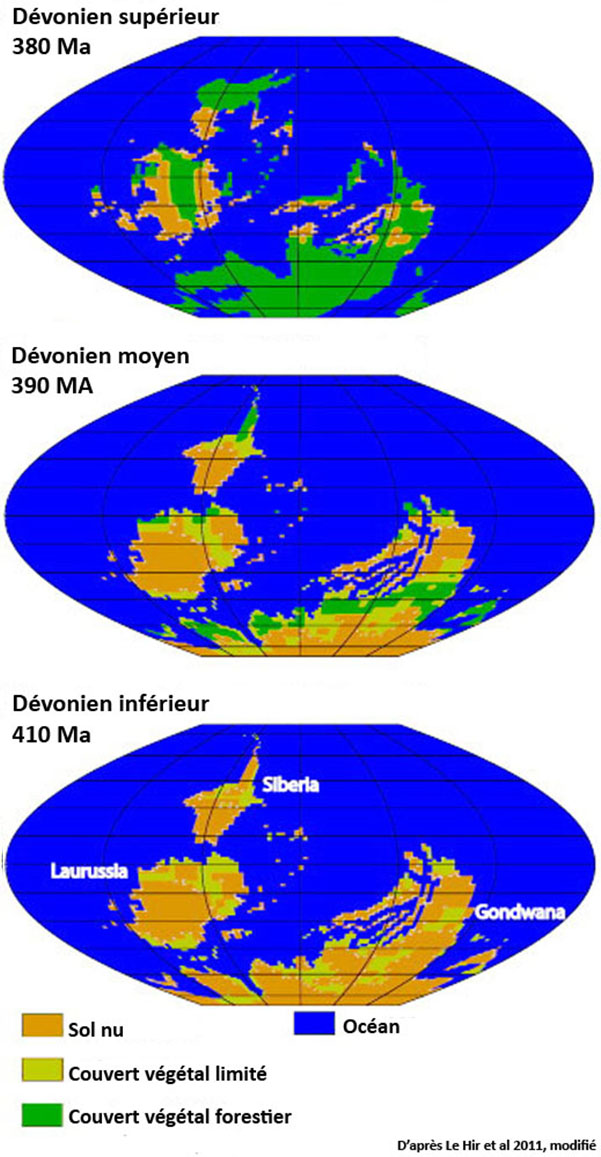 Dévonien supérieur
380 Ma
Dévonien moyen
390 MA
Dévonien inférieur
410 Ma
Siberia
Laurussia
Gondwana
Sol nu
Océan
Couvert végétal limité
Couvert végétal forestier
D'après Le Hir et al 2011, modifié